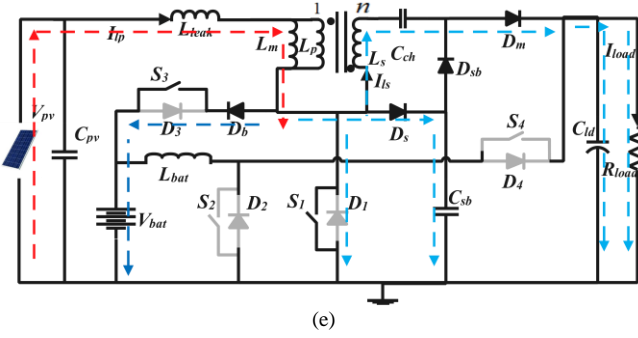 1 n
I_lp L_leak L_m L_p L_s C_ch D_m I_load
I_ls D_sb
V_pv S_3
C_pv D_3 D_b D_s S_4 C_ld
L_bat D_4 R_load
V_bat S_2 D_2 S_1 D_1 C_sb
(e)